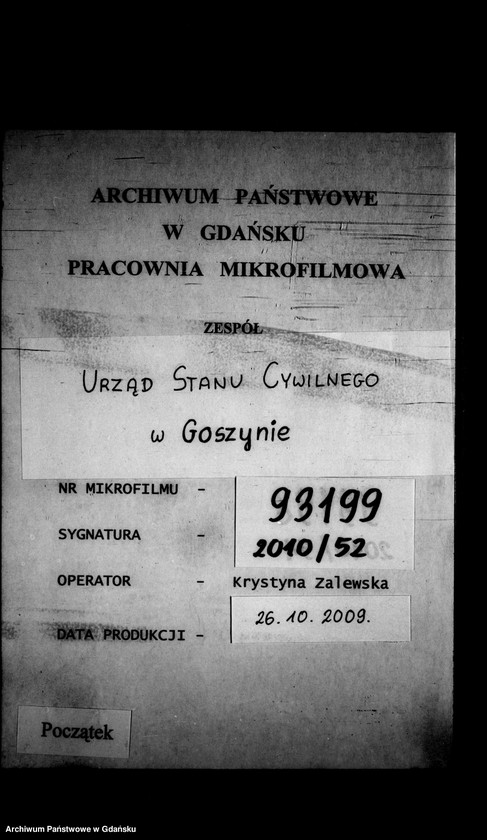 ARCHIWUM PAŃSTWOWE
W GDAŃSKU
PRACOWNIA MIKROFILMOWA
ZESPÓŁ
URZĄD STANU CYWILNEGO
w GOSZYNIE
NR MIKROFILMU - 93199
SYGNATURA - 2010/52
OPERATOR - Krystyna Zalewska
DATA PRODUKCJI - 26.10.2009.
Początek
Archiwum Państwowe w Gdańsku